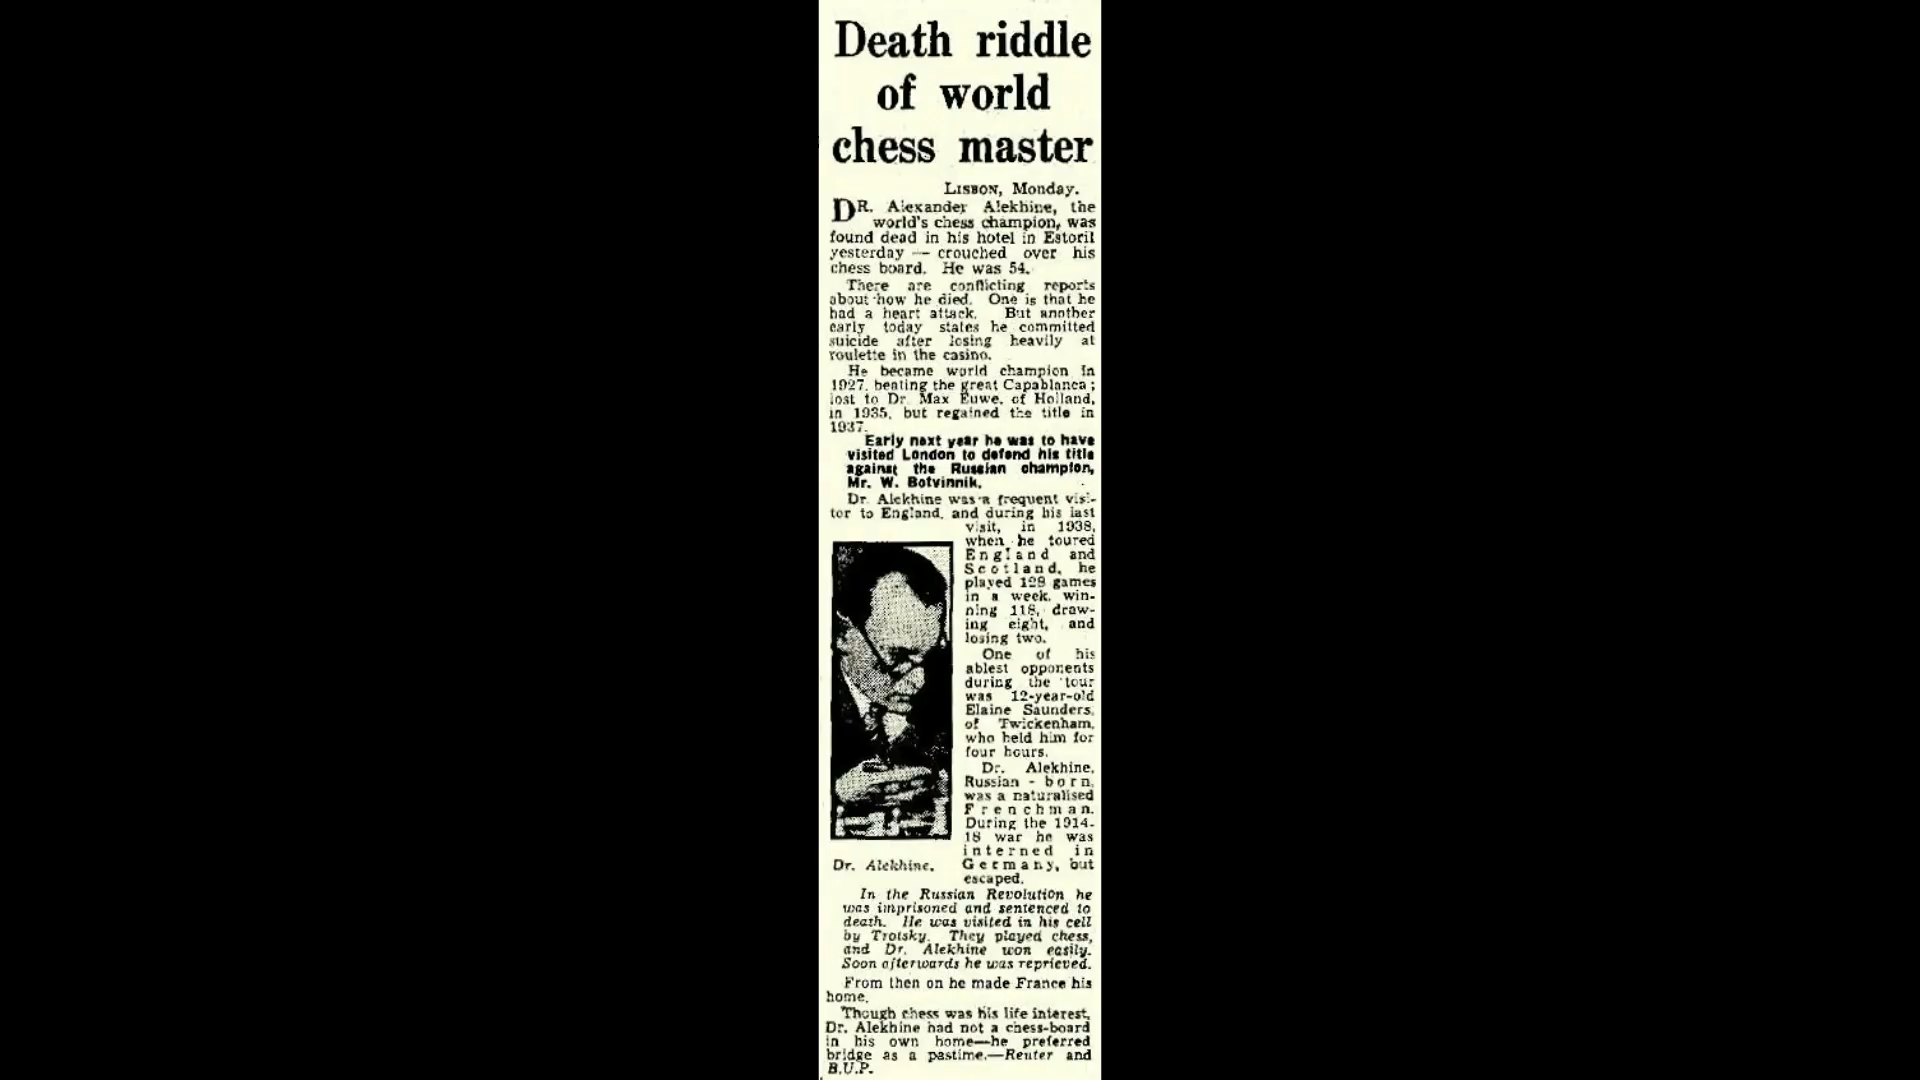 Death riddle
of world
chess master
LISBON, Monday.
DR. Alexander Alekhine, the
world's chess champion, was
found dead in his hotel in Estoril
yesterday — crouched over his
chess board. He was 54.
There are conflicting reports
about how he died. One is that he
had a heart attack. But another
early today states he committed
suicide after losing heavily at
roulette in the casino.
He became world champion in
1927, beating the great Capablanca;
lost to Dr. Max Euwe, of Holland,
in 1935, but regained the title in
1937.
Early next year he was to have
visited London to defend his title
against the Russian champion,
Mr. W. Botvinnik.
Dr. Alekhine was a frequent visi-
tor to England, and during his last
visit, in 1938,
when he toured
England and
Scotland, he
played 128 games
in a week, win-
ning 118, draw-
ing eight, and
losing two.
One of his
ablest opponents
during the tour
was 12-year-old
Elaine Saunders,
of Twickenham,
who held him for
four hours.
Dr. Alekhine,
Russian-born,
was a naturalised
Frenchman.
During the 1914-
18 war he was
interned in
Germany, but
escaped.
Dr. Alekhine.
In the Russian Revolution he
was imprisoned and sentenced to
death. He was visited in his cell
by Trotsky. They played chess,
and Dr. Alekhine won easily.
Soon afterwards he was reprieved.
From then on he made France his
home.
Though chess was his life interest,
Dr. Alekhine had not a chess-board
in his own home—he preferred
bridge as a pastime.—Reuter and
B.U.P.